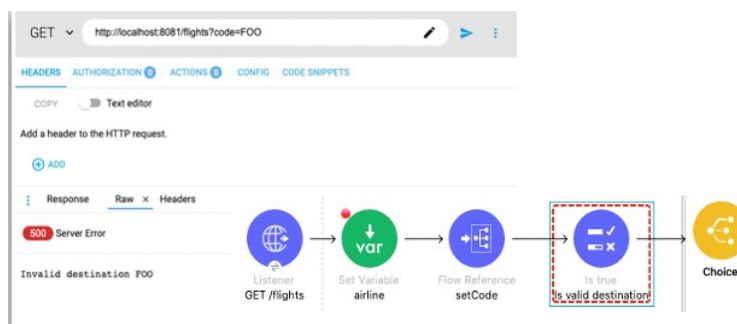 GET
http://localhost:8081/flights?code=FOO
HEADERS AUTHORIZATION 0 ACTIONS 0 CONFIG CODE SNIPPETS
COPY Text editor
Add a header to the HTTP request.
ADD
Response Raw × Headers
500 Server Error
Invalid destination FOO
var
Listener
GET /flights
Set Variable
airline
Flow Reference
setCode
Is true
Is valid destination
Choice